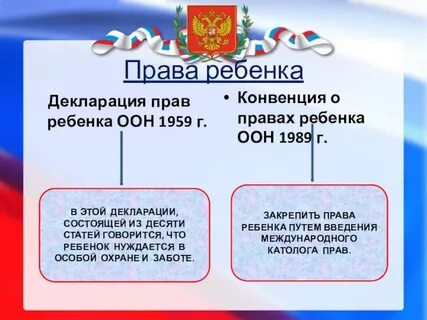 Права ребенка
Декларация прав
ребенка ООН 1959 г.
• Конвенция о
правах ребенка
ООН 1989 г.
В ЭТОЙ ДЕКЛАРАЦИИ,
СОСТОЯЩЕЙ ИЗ ДЕСЯТИ
СТАТЕЙ ГОВОРИТСЯ, ЧТО
РЕБЕНОК НУЖДАЕТСЯ В
ОСОБОЙ ОХРАНЕ И ЗАБОТЕ.
ЗАКРЕПИТЬ ПРАВА
РЕБЕНКА ПУТЕМ ВВЕДЕНИЯ
МЕЖДУНАРОДНОГО
КАТОЛОГА ПРАВ.